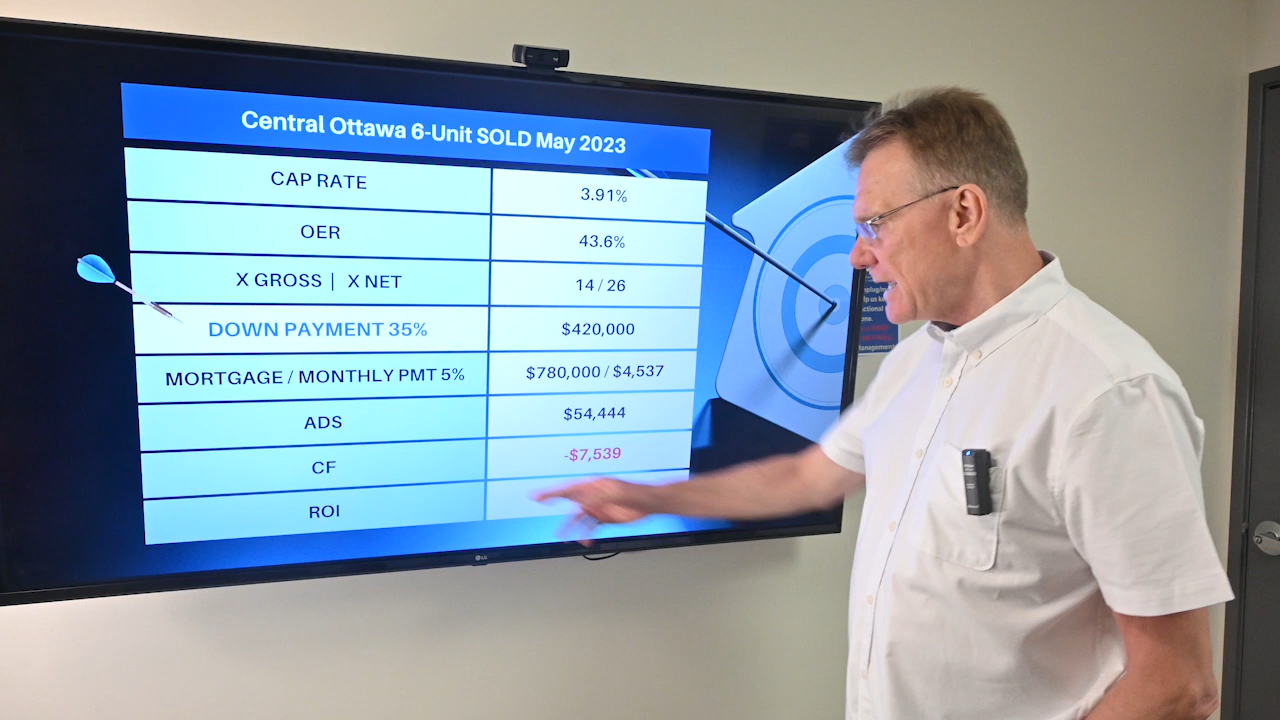 Central Ottawa 6-Unit SOLD May 2023
CAP RATE 3.91%
OER 43.6%
X GROSS | X NET 14 / 26
DOWN PAYMENT 35% $420,000
MORTGAGE / MONTHLY PMT 5% $780,000 / $4,537
ADS $54,444
CF -$7,539
ROI
LG